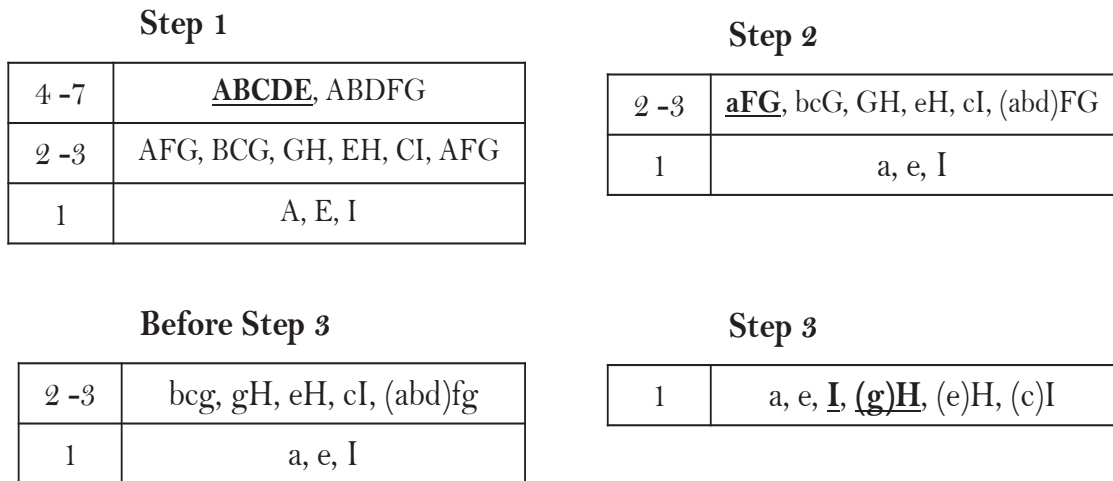 Step 1
4 -7 ABCDE, ABDFG
2 -3 AFG, BCG, GH, EH, CI, AFG
1 A, E, I
Step 2
2 -3 aFG, bcG, GH, eH, cI, (abd)FG
1 a, e, I
Before Step 3
2 -3 bcg, gH, eH, cI, (abd)fg
1 a, e, I
Step 3
1 a, e, I, (g)H, (e)H, (c)I